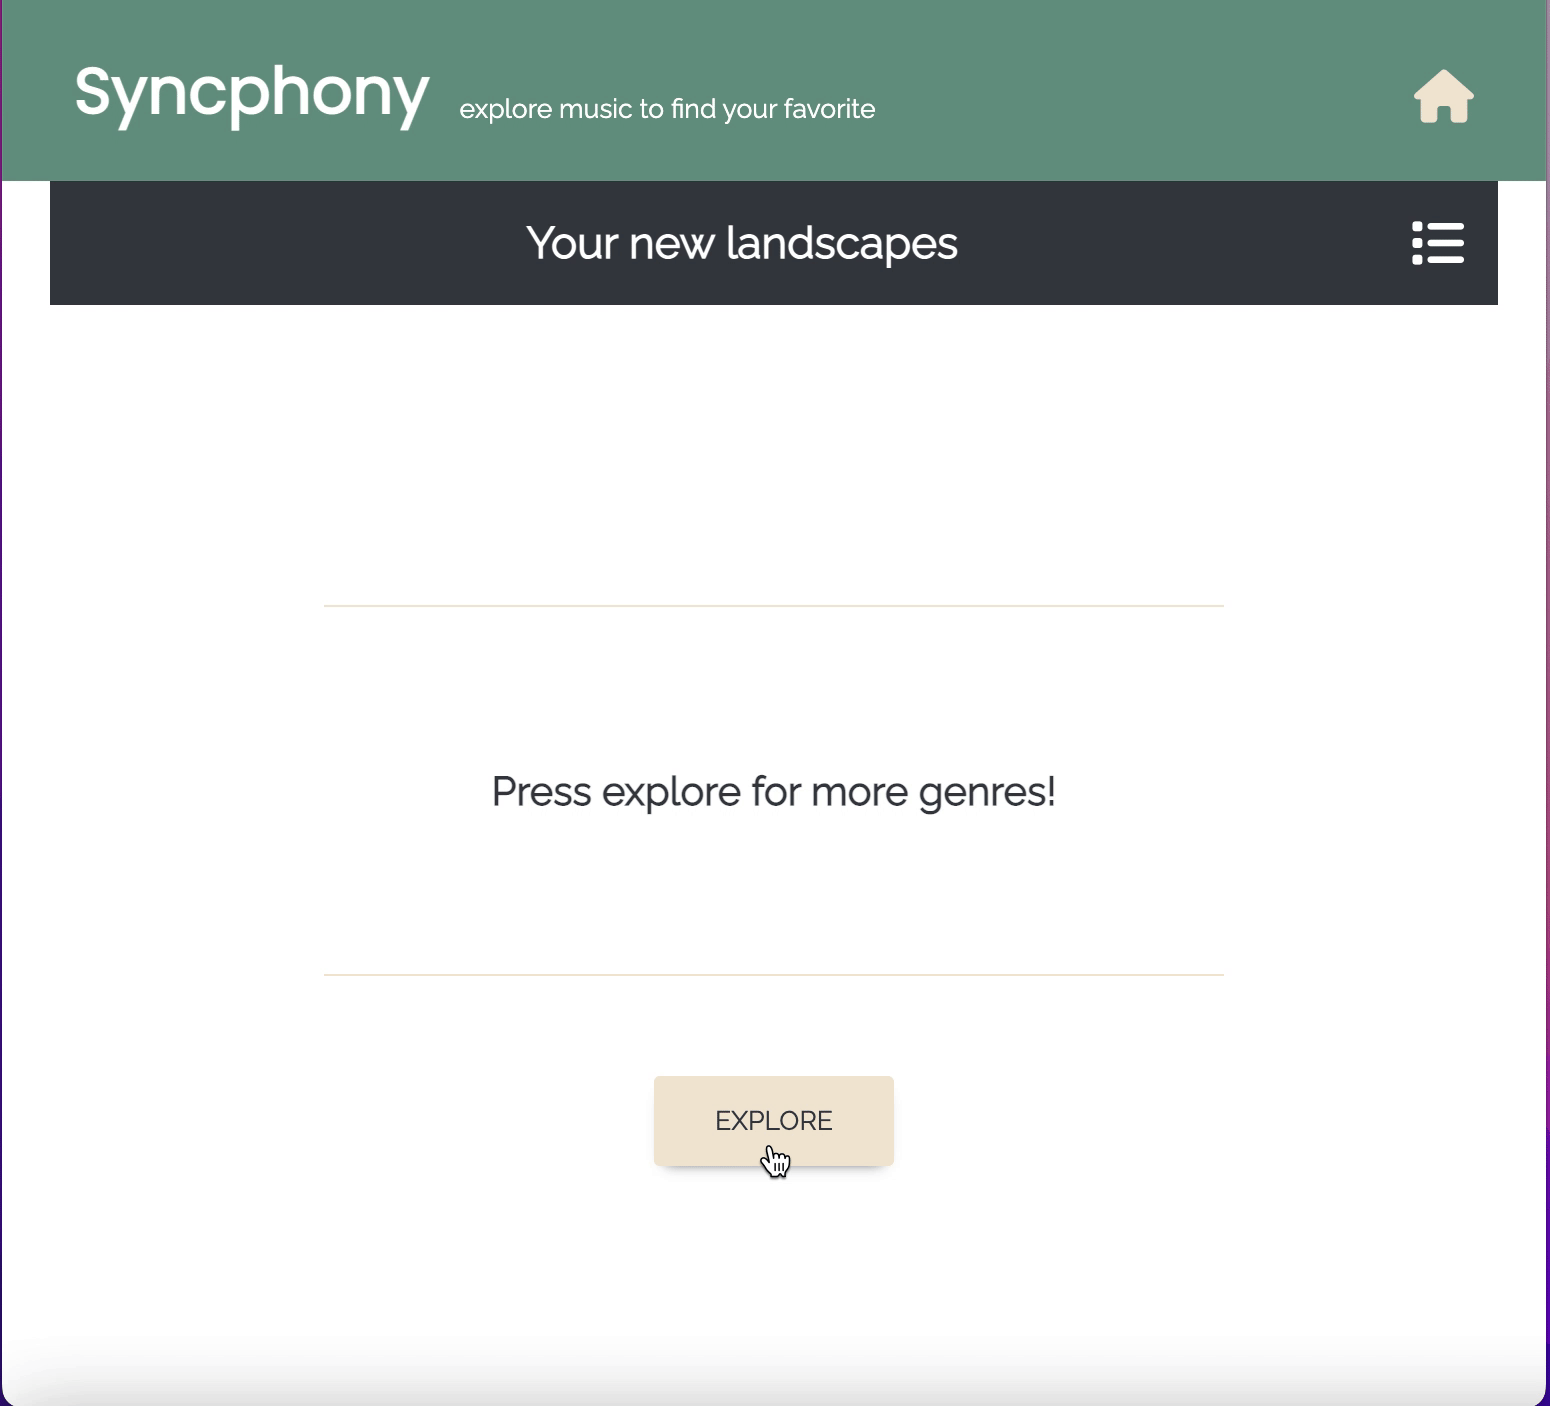 Syncphony
explore music to find your favorite
Your new landscapes
Press explore for more genres!
EXPLORE